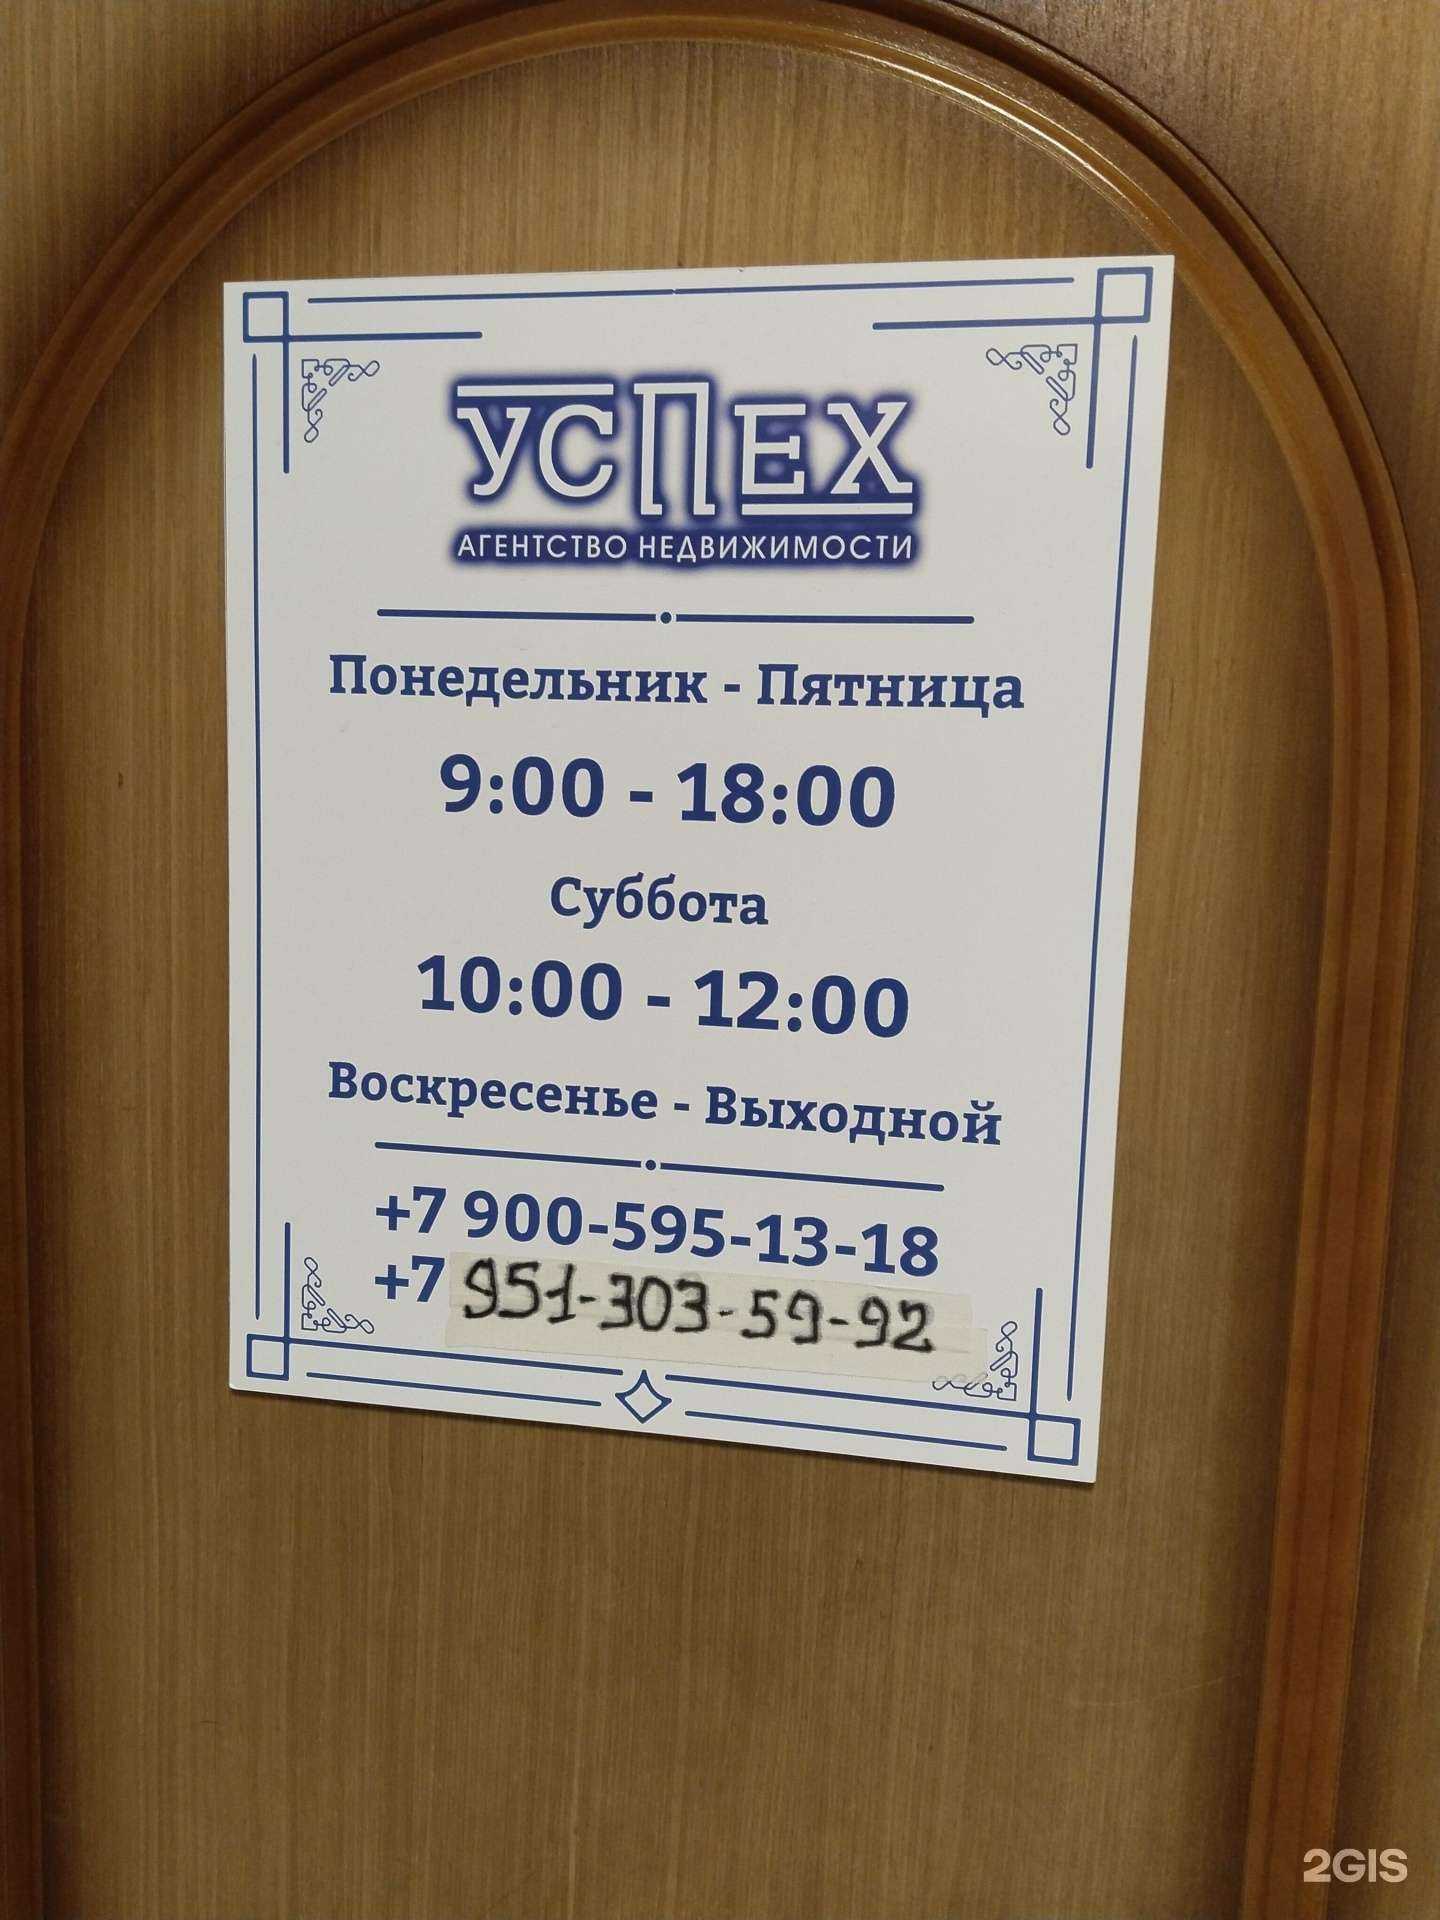 УСПЕХ
АГЕНТСТВО НЕДВИЖИМОСТИ
Понедельник - Пятница
9:00 - 18:00
Суббота
10:00 - 12:00
Воскресенье - Выходной
+7 900-595-13-18
+7 951-303-59-92
2GIS